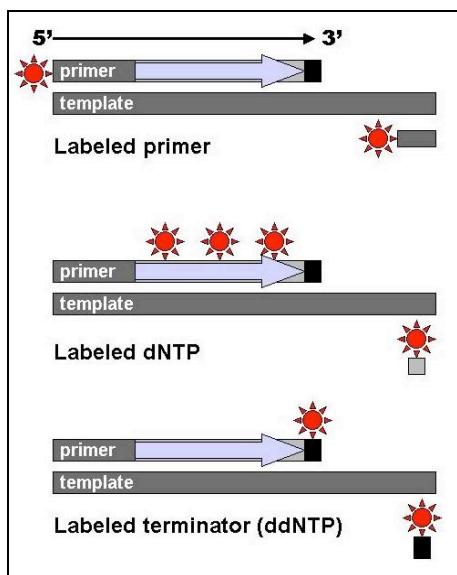 5’ 3’
primer
template
Labeled primer
primer
template
Labeled dNTP
primer
template
Labeled terminator (ddNTP)